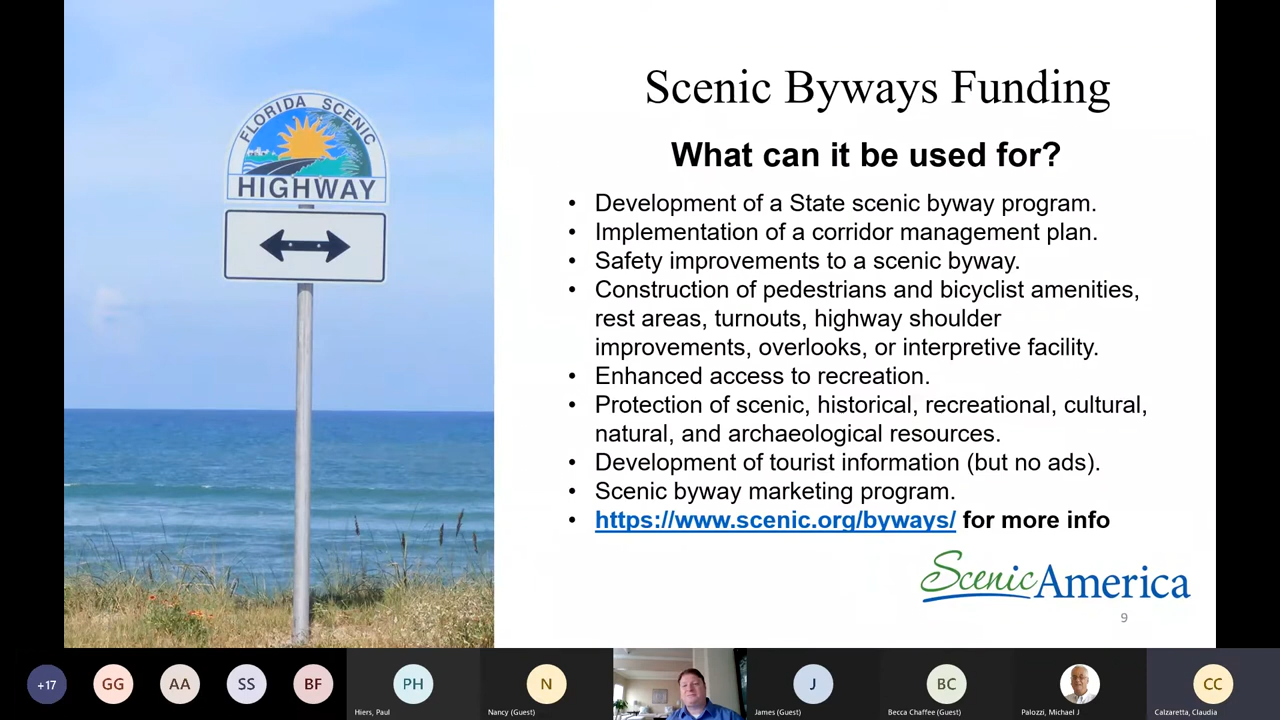 FLORIDA SCENIC
HIGHWAY
Scenic Byways Funding
What can it be used for?
• Development of a State scenic byway program.
• Implementation of a corridor management plan.
• Safety improvements to a scenic byway.
• Construction of pedestrians and bicyclist amenities,
rest areas, turnouts, highway shoulder
improvements, overlooks, or interpretive facility.
• Enhanced access to recreation.
• Protection of scenic, historical, recreational, cultural,
natural, and archaeological resources.
• Development of tourist information (but no ads).
• Scenic byway marketing program.
• https://www.scenic.org/byways/ for more info
Scenic America
9
+17 GG AA SS BF PH N J BC CC
Hiers, Paul Nancy (Guest) James (Guest) Becca Chaffee (Guest) Palozzi, Michael J Calzaretta, Claudia